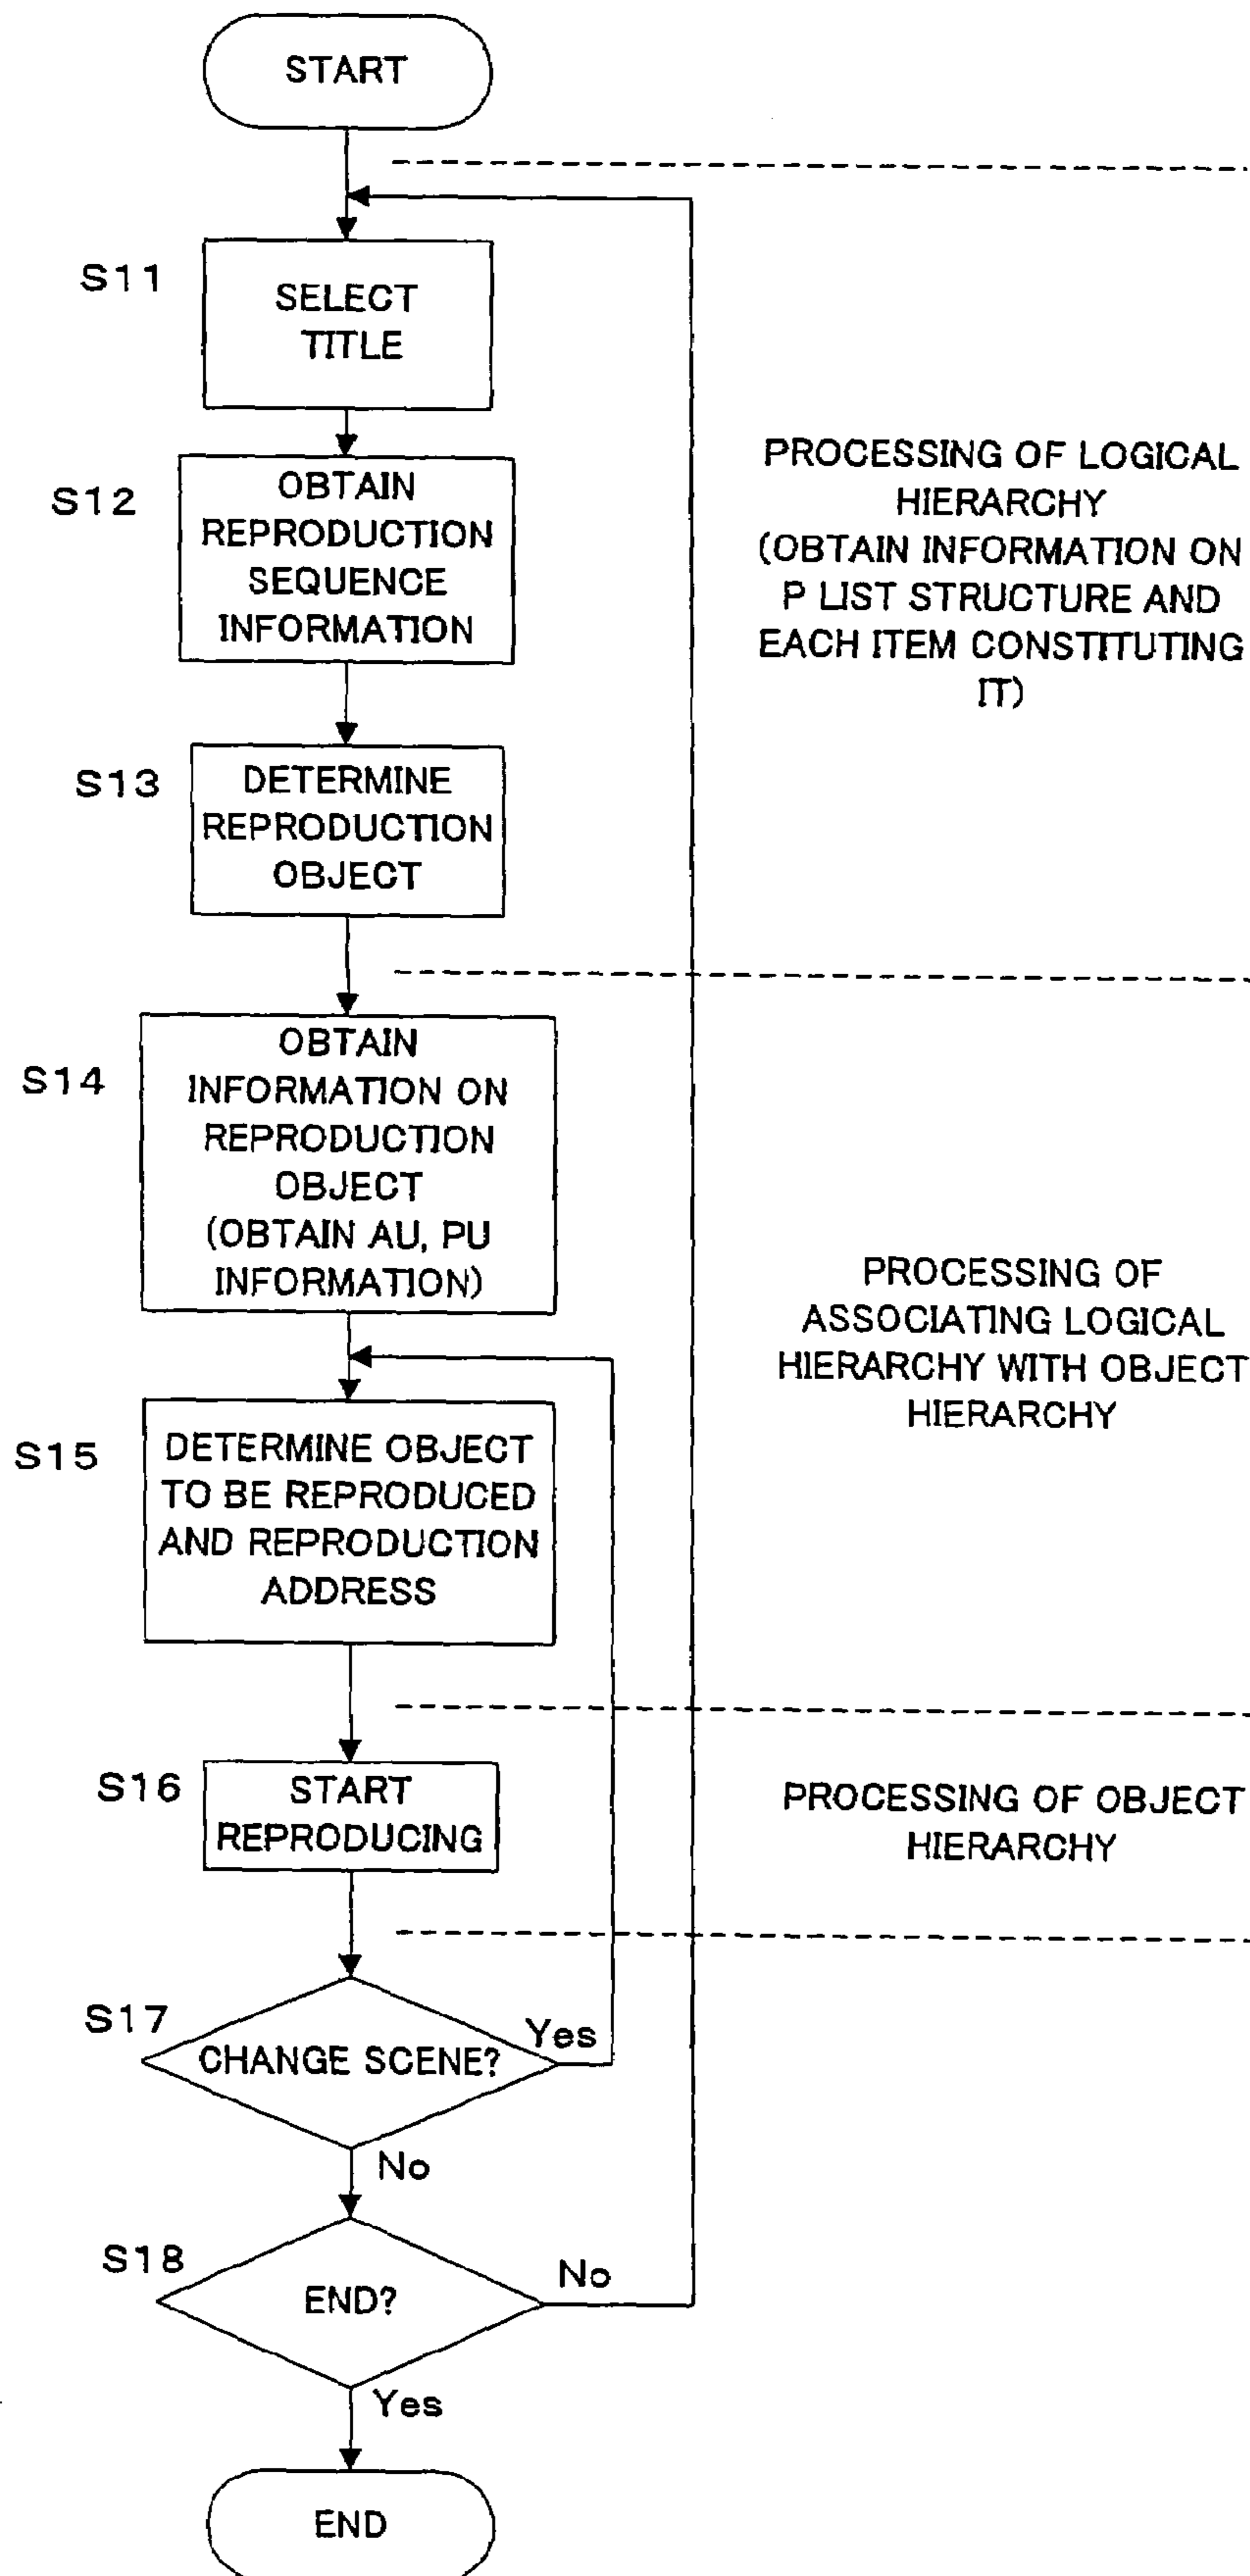 START
S11
SELECT
TITLE
S12
OBTAIN
REPRODUCTION
SEQUENCE
INFORMATION
PROCESSING OF LOGICAL
HIERARCHY
(OBTAIN INFORMATION ON
P LIST STRUCTURE AND
EACH ITEM CONSTITUTING
IT)
S13
DETERMINE
REPRODUCTION
OBJECT
S14
OBTAIN
INFORMATION ON
REPRODUCTION
OBJECT
(OBTAIN AU, PU
INFORMATION)
PROCESSING OF
ASSOCIATING LOGICAL
HIERARCHY WITH OBJECT
HIERARCHY
S15
DETERMINE OBJECT
TO BE REPRODUCED
AND REPRODUCTION
ADDRESS
S16
START
REPRODUCING
PROCESSING OF OBJECT
HIERARCHY
S17
CHANGE SCENE?
Yes
No
S18
END?
No
Yes
END